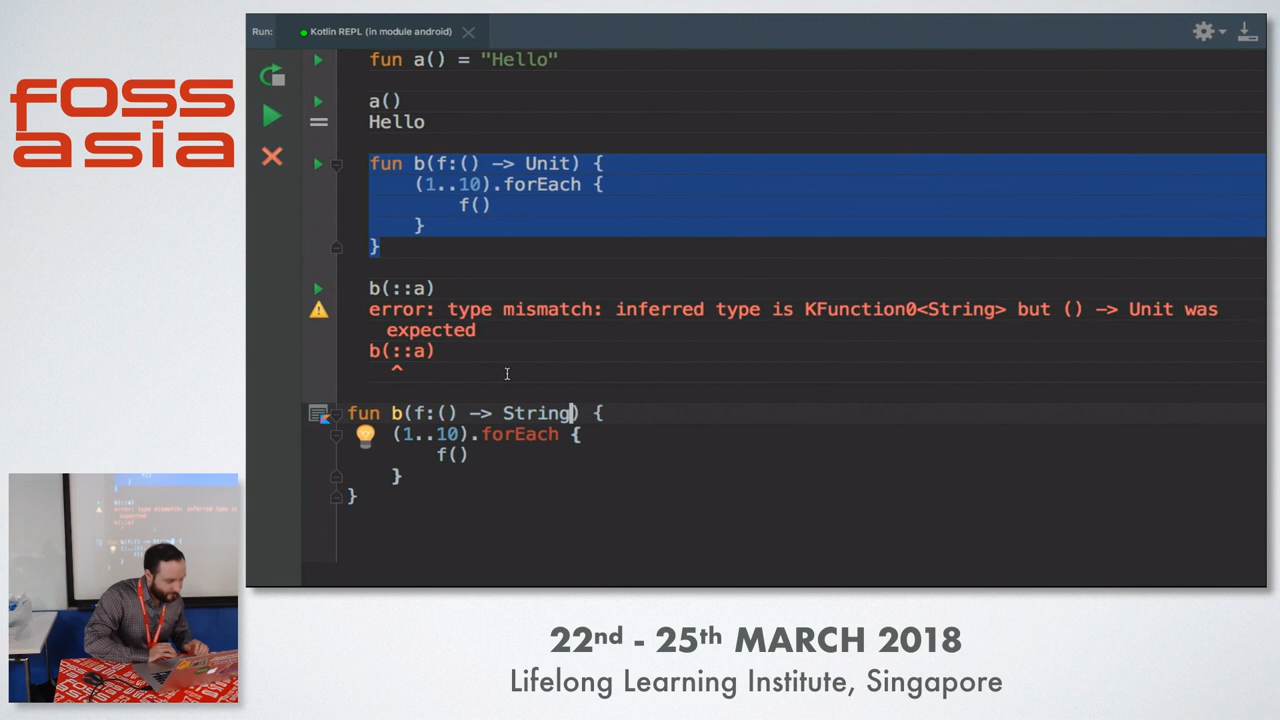 foss
asia
Run: Kotlin REPL (in module android)
fun a() = "Hello"
a()
Hello
fun b(f:() -> Unit) {
(1..10).forEach {
f()
}
}
b(::a)
error: type mismatch: inferred type is KFunction0<String> but () -> Unit was
expected
b(::a)
^
fun b(f:() -> String) {
(1..10).forEach {
f()
}
}
22nd - 25th MARCH 2018
Lifelong Learning Institute, Singapore